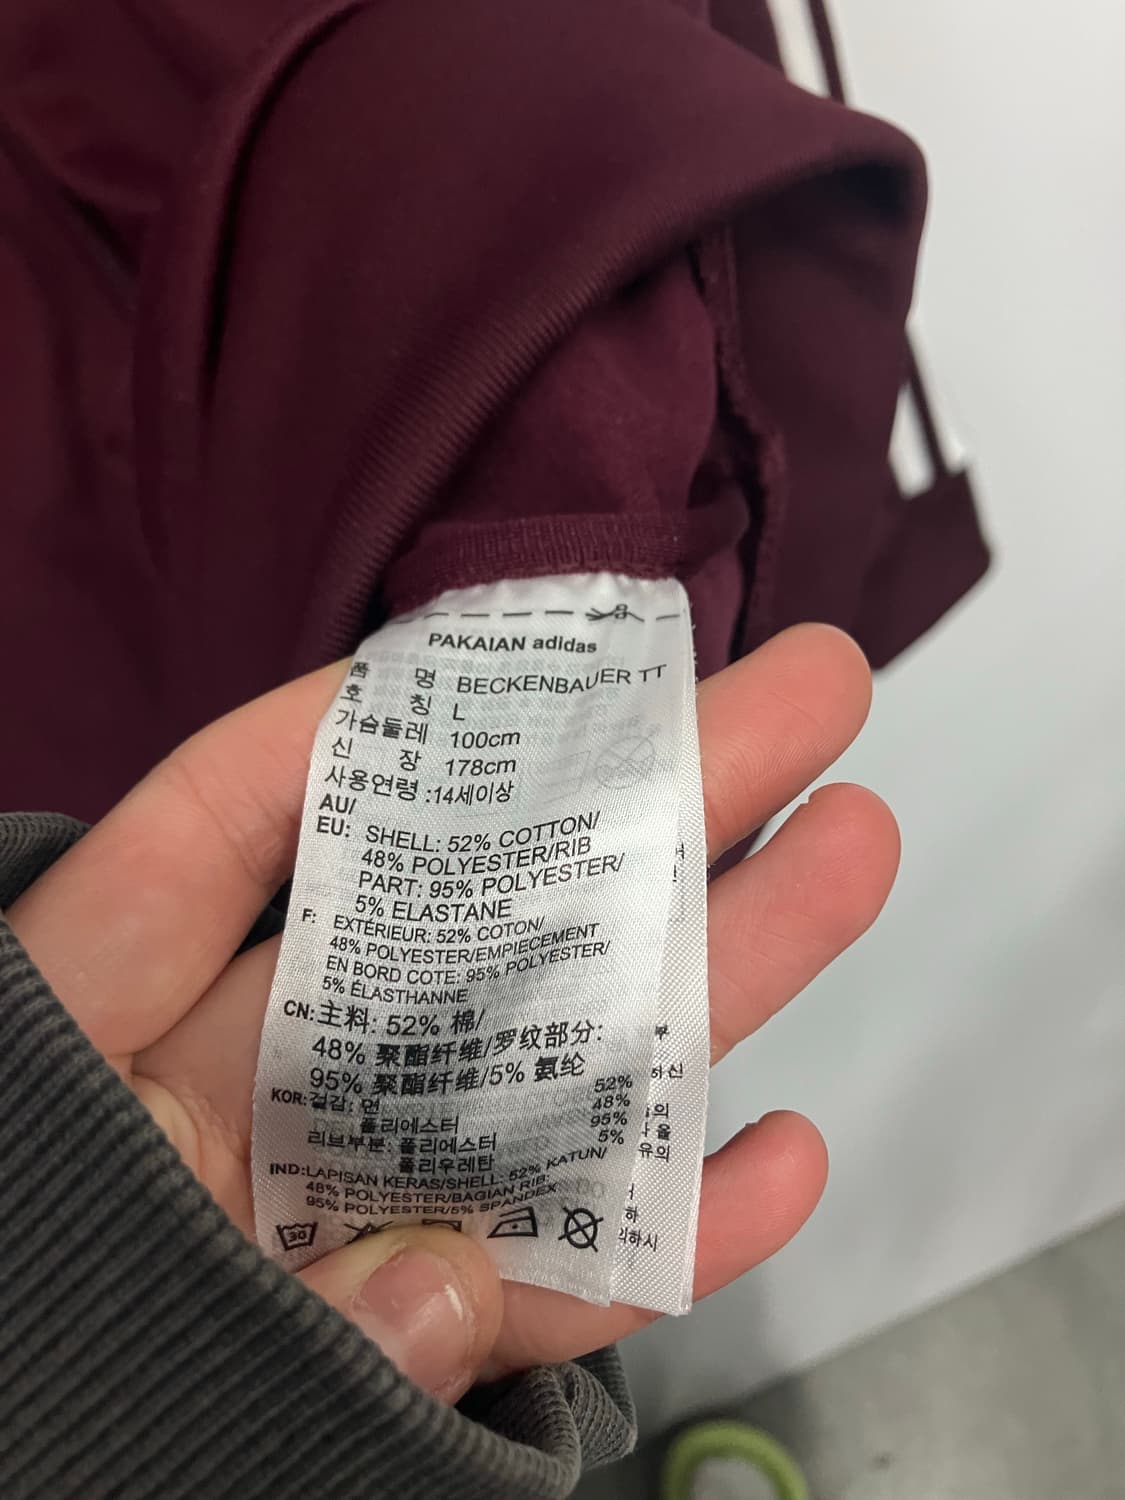 PAKAIAN adidas
품 명 BECKENBAUER TT
호 칭 L
가슴둘레 100cm
신 장 178cm
사용연령 :14세이상
AU/
EU: SHELL: 52% COTTON/
48% POLYESTER/RIB
PART: 95% POLYESTER/
5% ELASTANE
F: EXTÉRIEUR: 52% COTON/
48% POLYESTER/EMPIECEMENT
EN BORD COTE: 95% POLYESTER/
5% ÉLASTHANNE
CN: 主料: 52% 棉/
48% 聚酯纤维/罗纹部分:
95% 聚酯纤维/5% 氨纶
KOR: 겉감: 면 52%
폴리에스터 48%
리브부분: 폴리에스터 95%
폴리우레탄 5%
IND: LAPISAN KERAS/SHELL: 52% KATUN/
48% POLYESTER/BAGIAN RIB:
95% POLYESTER/5% SPANDEX
30